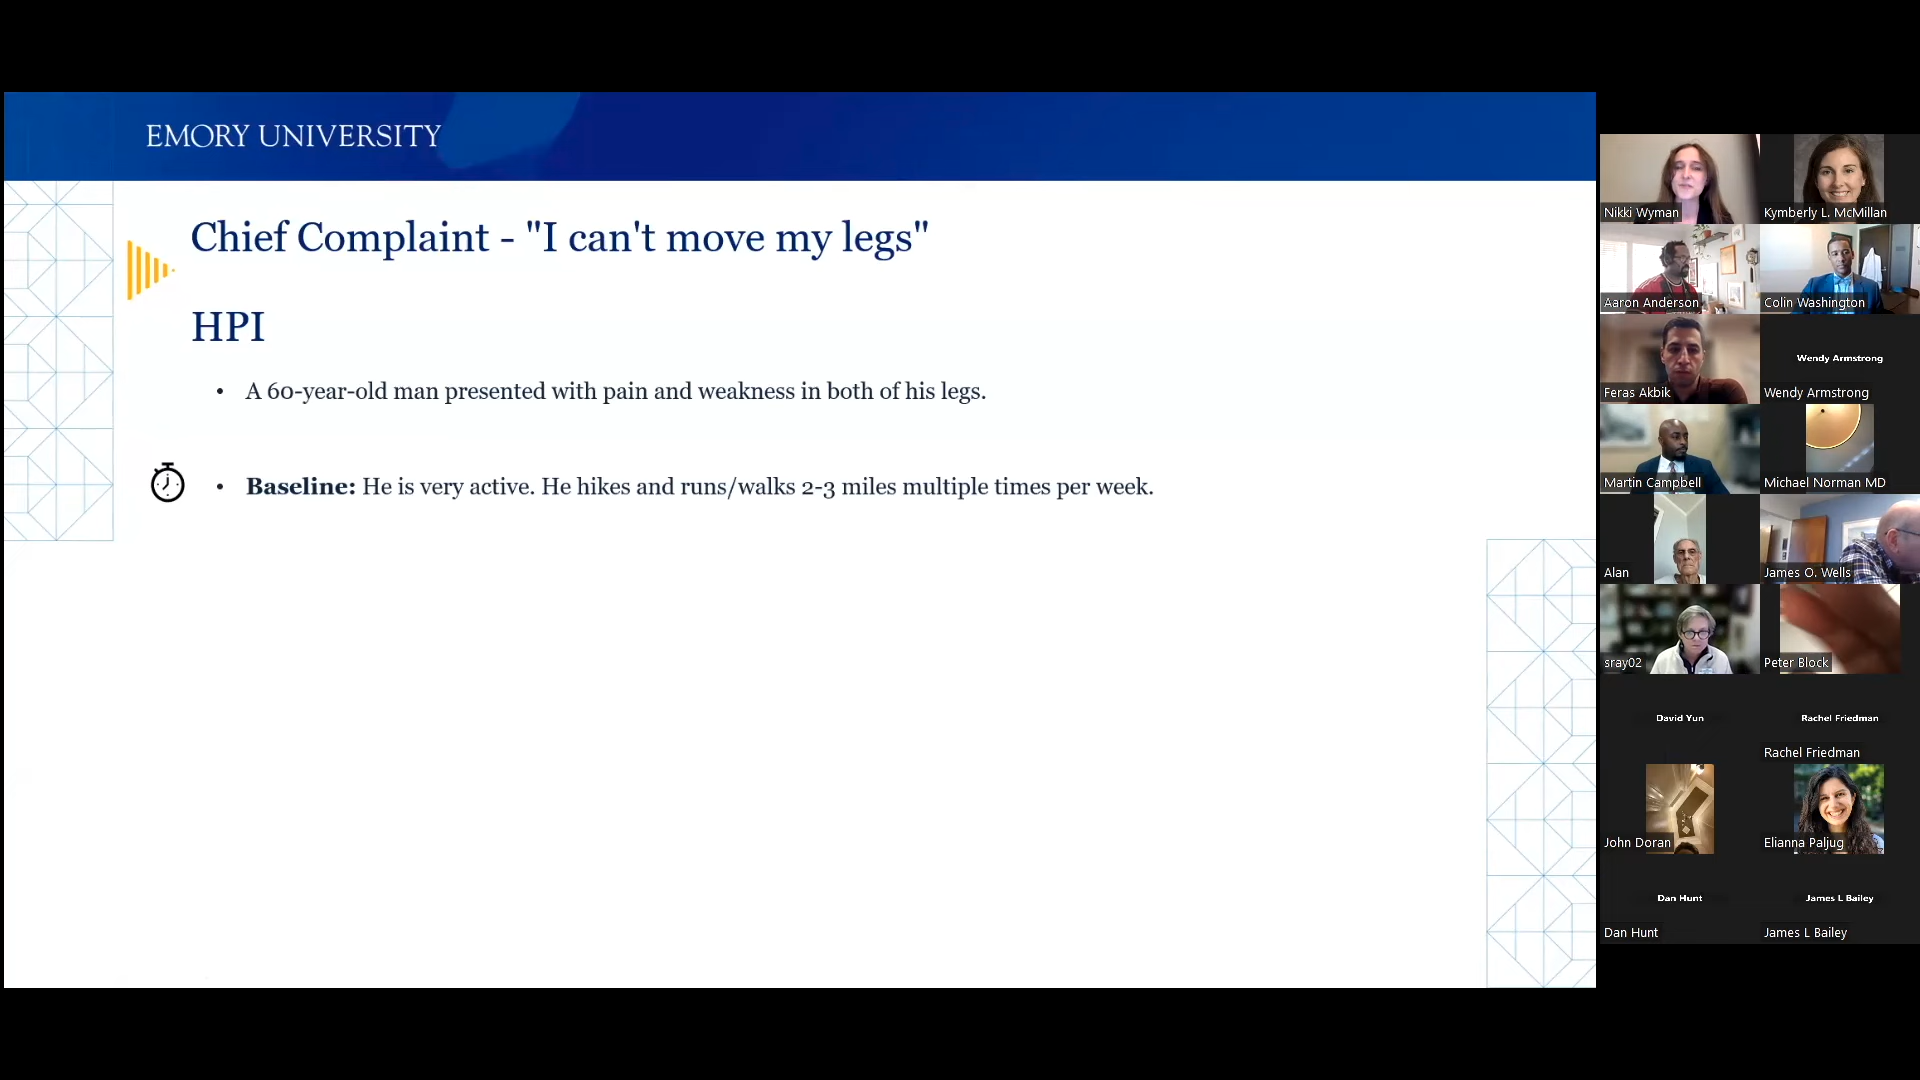 EMORY UNIVERSITY
Chief Complaint - "I can't move my legs"
HPI
• A 60-year-old man presented with pain and weakness in both of his legs.
• Baseline: He is very active. He hikes and runs/walks 2-3 miles multiple times per week.
Nikki Wyman
Kymberly L. McMillan
Aaron Anderson
Colin Washington
Feras Akbik
Wendy Armstrong
Wendy Armstrong
Martin Campbell
Michael Norman MD
Alan
James O. Wells
sray02
Peter Block
David Yun
Rachel Friedman
Rachel Friedman
John Doran
Elianna Paljug
Dan Hunt
James L Bailey
Dan Hunt
James L Bailey